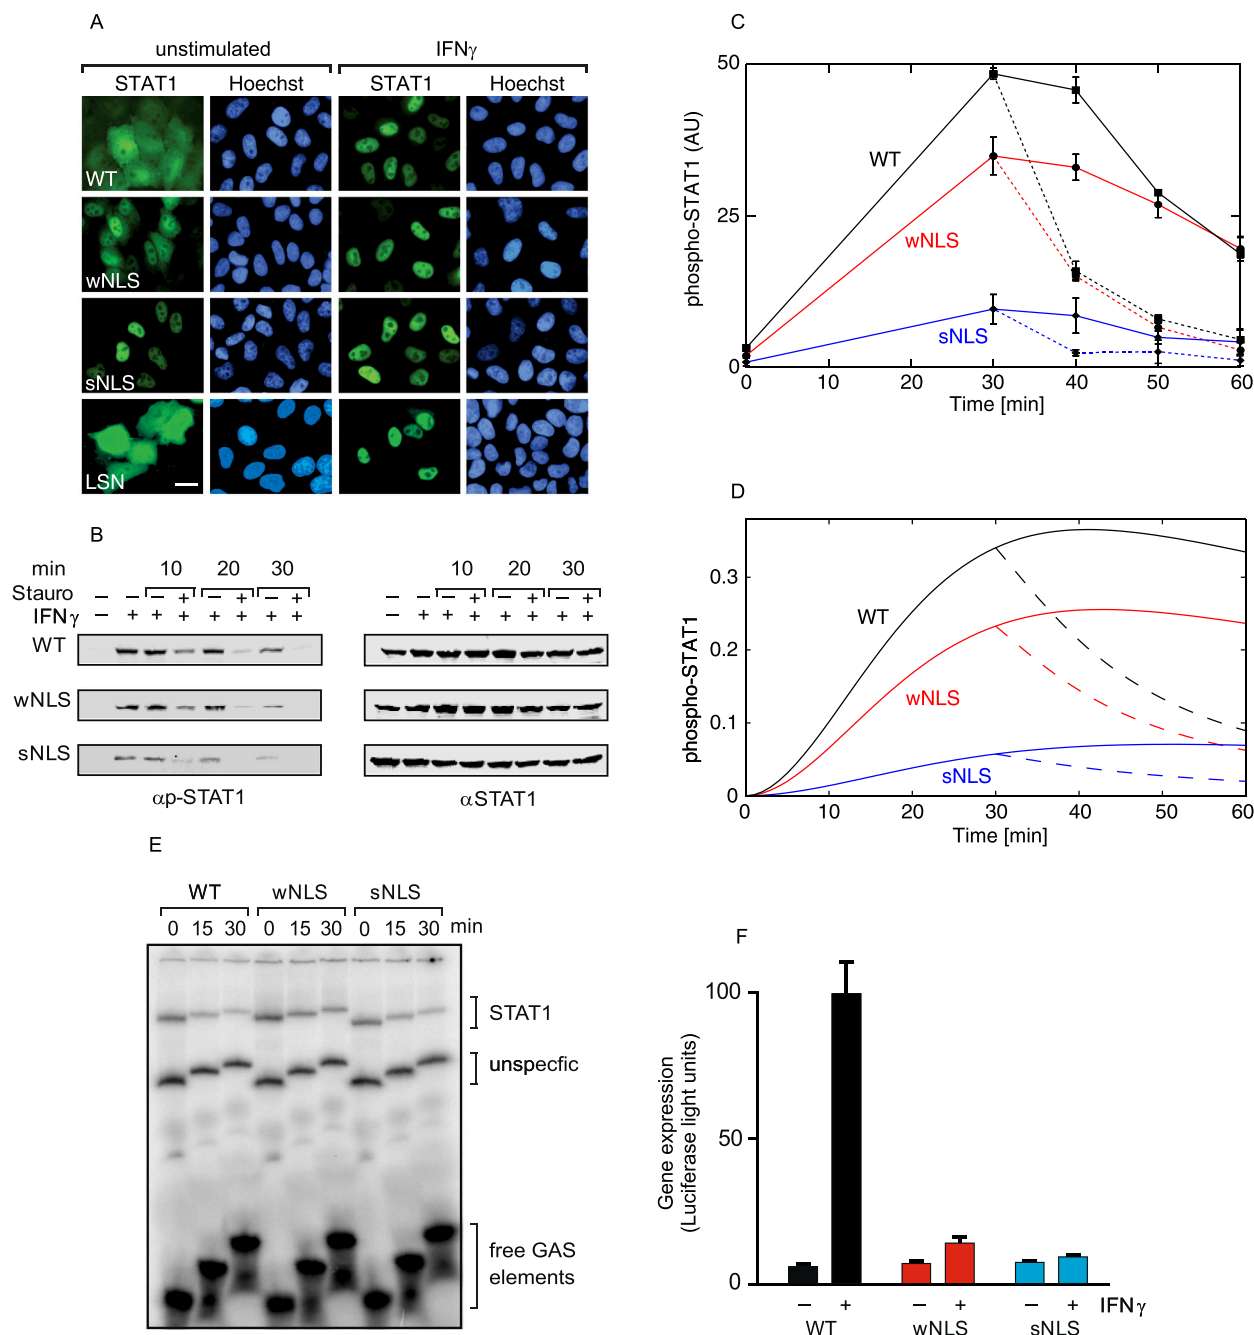 A
unstimulated IFNγ
STAT1 Hoechst STAT1 Hoechst
WT
wNLS
sNLS
LSN
B
min 10 20 30 10 20 30
Stauro – – – + – + – + – – – + – + – +
IFNγ – + + + + + + + – + + + + + + +
WT
wNLS
sNLS
αp-STAT1 αSTAT1
C
phospho-STAT1 (AU)
50
25
0
WT
wNLS
sNLS
0 10 20 30 40 50 60
Time [min]
D
phospho-STAT1
0.3
0.2
0.1
0
WT
wNLS
sNLS
0 10 20 30 40 50 60
Time [min]
E
WT wNLS sNLS
0 15 30 0 15 30 0 15 30 min
STAT1
unspecfic
free GAS
elements
F
Gene expression
(Luciferase light units)
100
50
0
– + – + – + IFNγ
WT wNLS sNLS